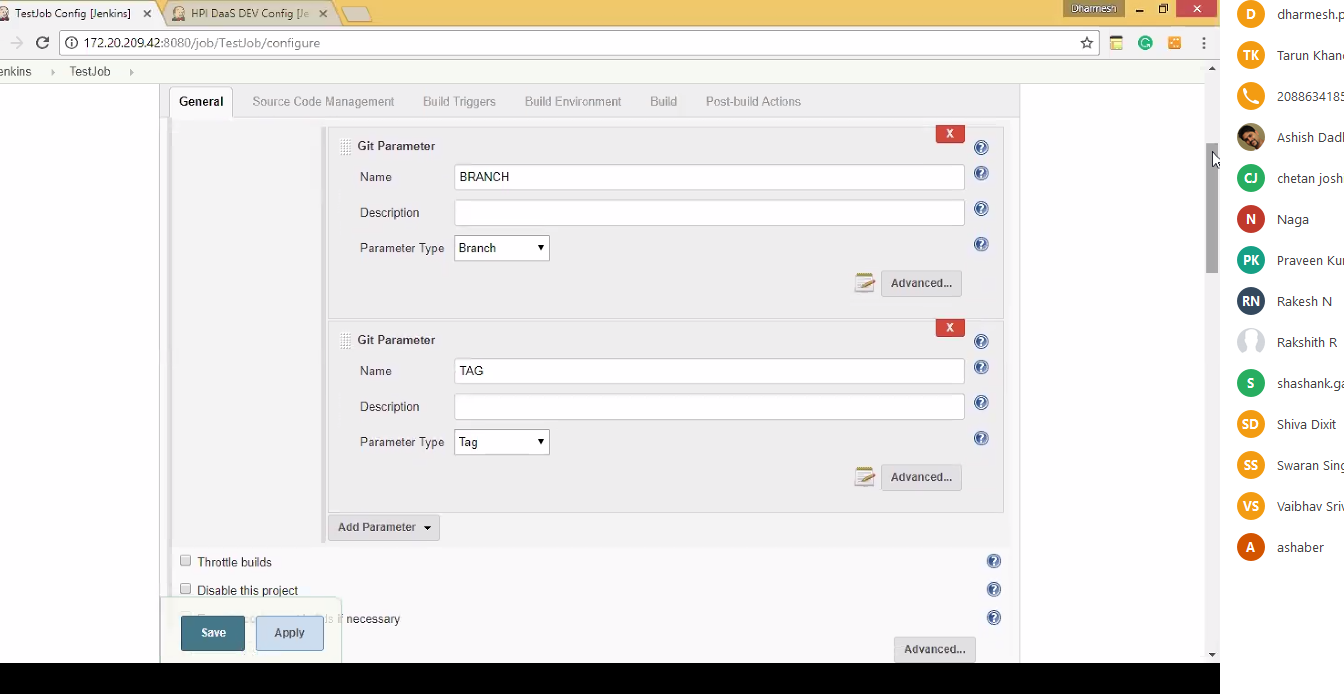 TestJob Config [Jenkins]
HPI DaaS DEV Config [Je
Dharmesh
172.20.209.42:8080/job/TestJob/configure
enkins
TestJob
General
Source Code Management
Build Triggers
Build Environment
Build
Post-build Actions
X
Git Parameter
Name
BRANCH
Description
Parameter Type
Branch
Advanced...
X
Git Parameter
Name
TAG
Description
Parameter Type
Tag
Advanced...
Add Parameter
Throttle builds
Disable this project
if necessary
Save
Apply
Advanced...
D
dharmesh.p
TK
Tarun Khan
208863418
Ashish Dad
CJ
chetan josh
N
Naga
PK
Praveen Ku
RN
Rakesh N
Rakshith R
S
shashank.ga
SD
Shiva Dixit
SS
Swaran Sing
VS
Vaibhav Sriv
A
ashaber